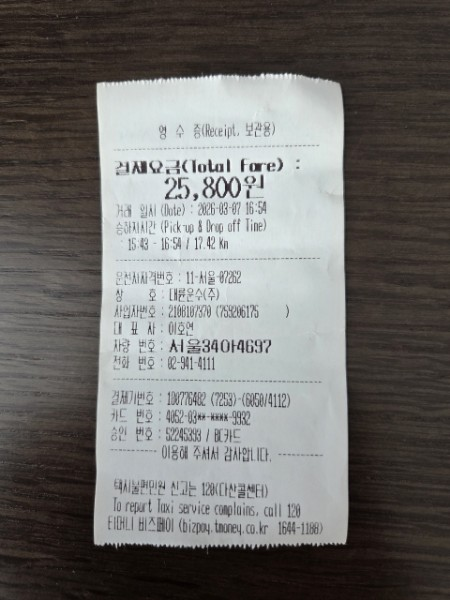 영 수 증(Receipt, 보관용)
결제요금(Total Fare) :
25,800원
거래 일시 (Date) : 2026-03-07 16:54
승하차시간 (Pick-up & Drop off Time)
: 15:43 - 16:54 / 17.42 Km
운전자자격번호 : 11-서울-07262
상 호 : 대륜운수(주)
사업자번호 : 2108107370 (753206175 )
대 표 자 : 이호연
차량 번호 : 서울34아4697
전화 번호 : 02-941-4111
결제기번호 : 100776482 (7253)-(6050/4112)
카드 번호 : 4052-03**-****-9932
승인 번호 : 52245393 / BC카드
이용해 주셔서 감사합니다.
택시불편민원 신고는 120(다산콜센터)
To report Taxi service complains, call 120
티머니 비즈페이 (bizpay.tmoney.co.kr 1644-1188)